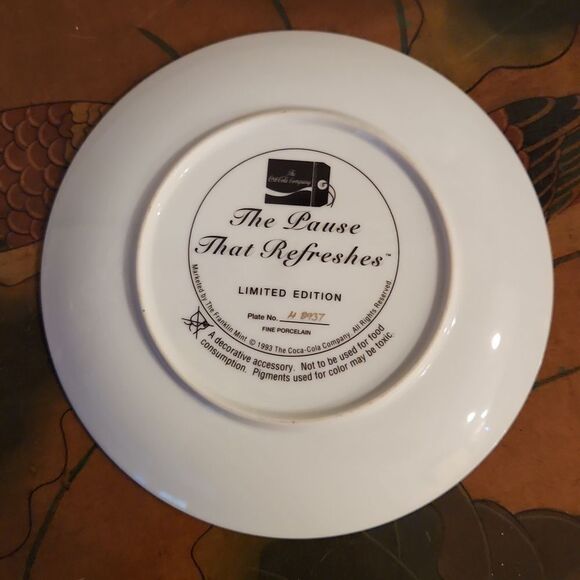 The
Coca-Cola Company
The Pause
That Refreshes™
LIMITED EDITION
Plate No. H 8937
FINE PORCELAIN
Marketed by The Franklin Mint © 1993 The Coca-Cola Company, All Rights Reserved
A decorative accessory. Not to be used for food
consumption. Pigments used for color may be toxic.